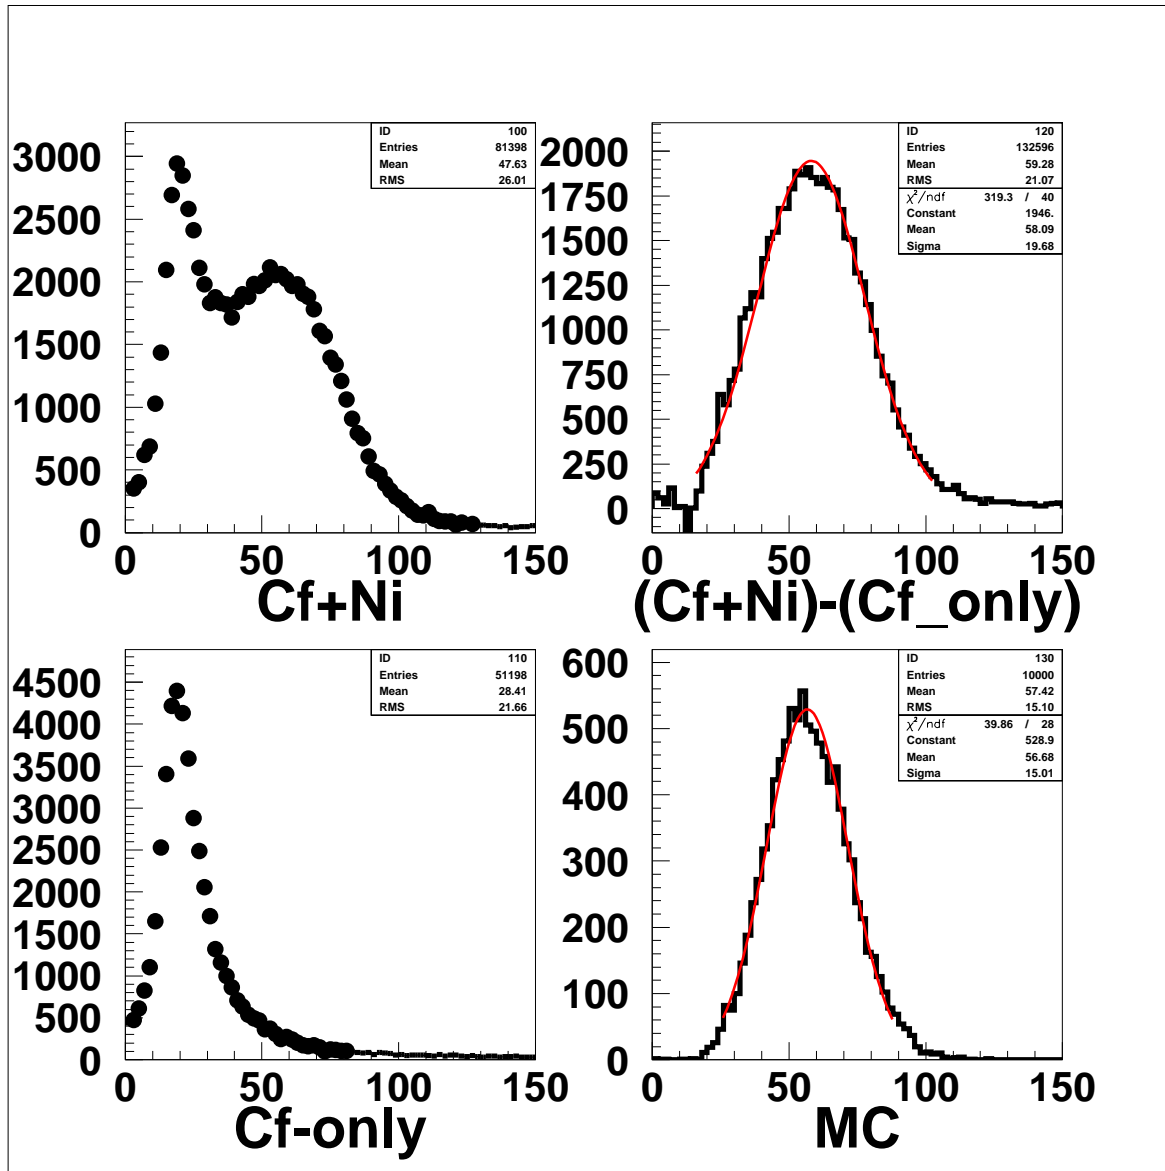 ID 100
Entries 81398
Mean 47.63
RMS 26.01
3000
2500
2000
1500
1000
500
0
0 50 100 150
Cf+Ni
ID 120
Entries 132596
Mean 59.28
RMS 21.07
χ²/ndf 319.3 / 40
Constant 1946.
Mean 58.09
Sigma 19.68
2000
1750
1500
1250
1000
750
500
250
0
0 50 100 150
(Cf+Ni)-(Cf_only)
ID 110
Entries 51198
Mean 28.41
RMS 21.66
4500
4000
3500
3000
2500
2000
1500
1000
500
0
0 50 100 150
Cf-only
ID 130
Entries 10000
Mean 57.42
RMS 15.10
χ²/ndf 39.86 / 28
Constant 528.9
Mean 56.68
Sigma 15.01
600
500
400
300
200
100
0
0 50 100 150
MC